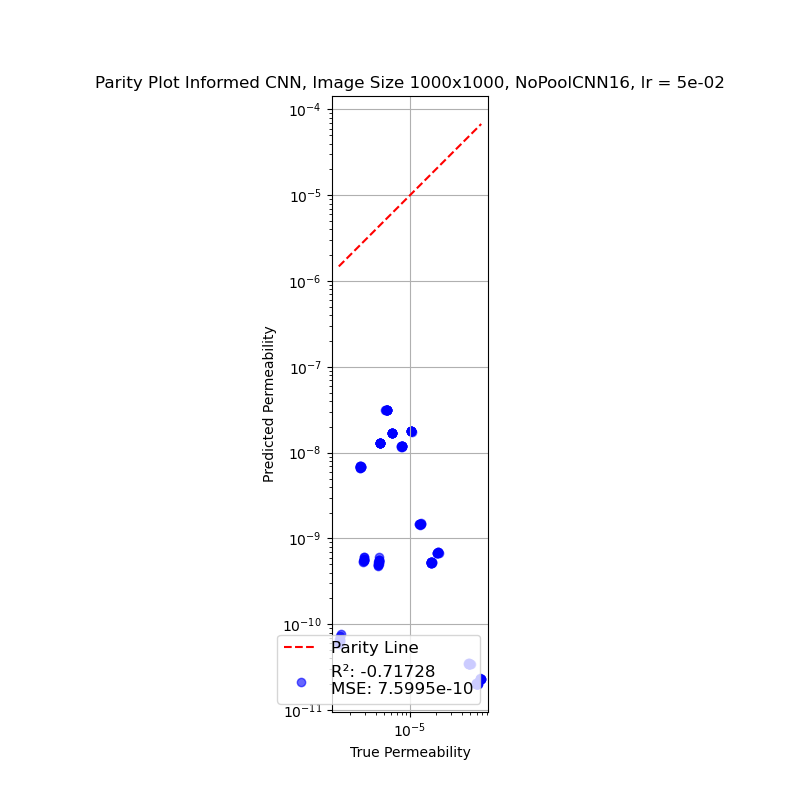 Parity Plot Informed CNN, Image Size 1000x1000, NoPoolCNN16, lr = 5e-02
10⁻⁴
10⁻⁵
10⁻⁶
10⁻⁷
10⁻⁸
10⁻⁹
10⁻¹⁰
10⁻¹¹
Predicted Permeability
Parity Line
R²: -0.71728
MSE: 7.5995e-10
10⁻⁵
True Permeability